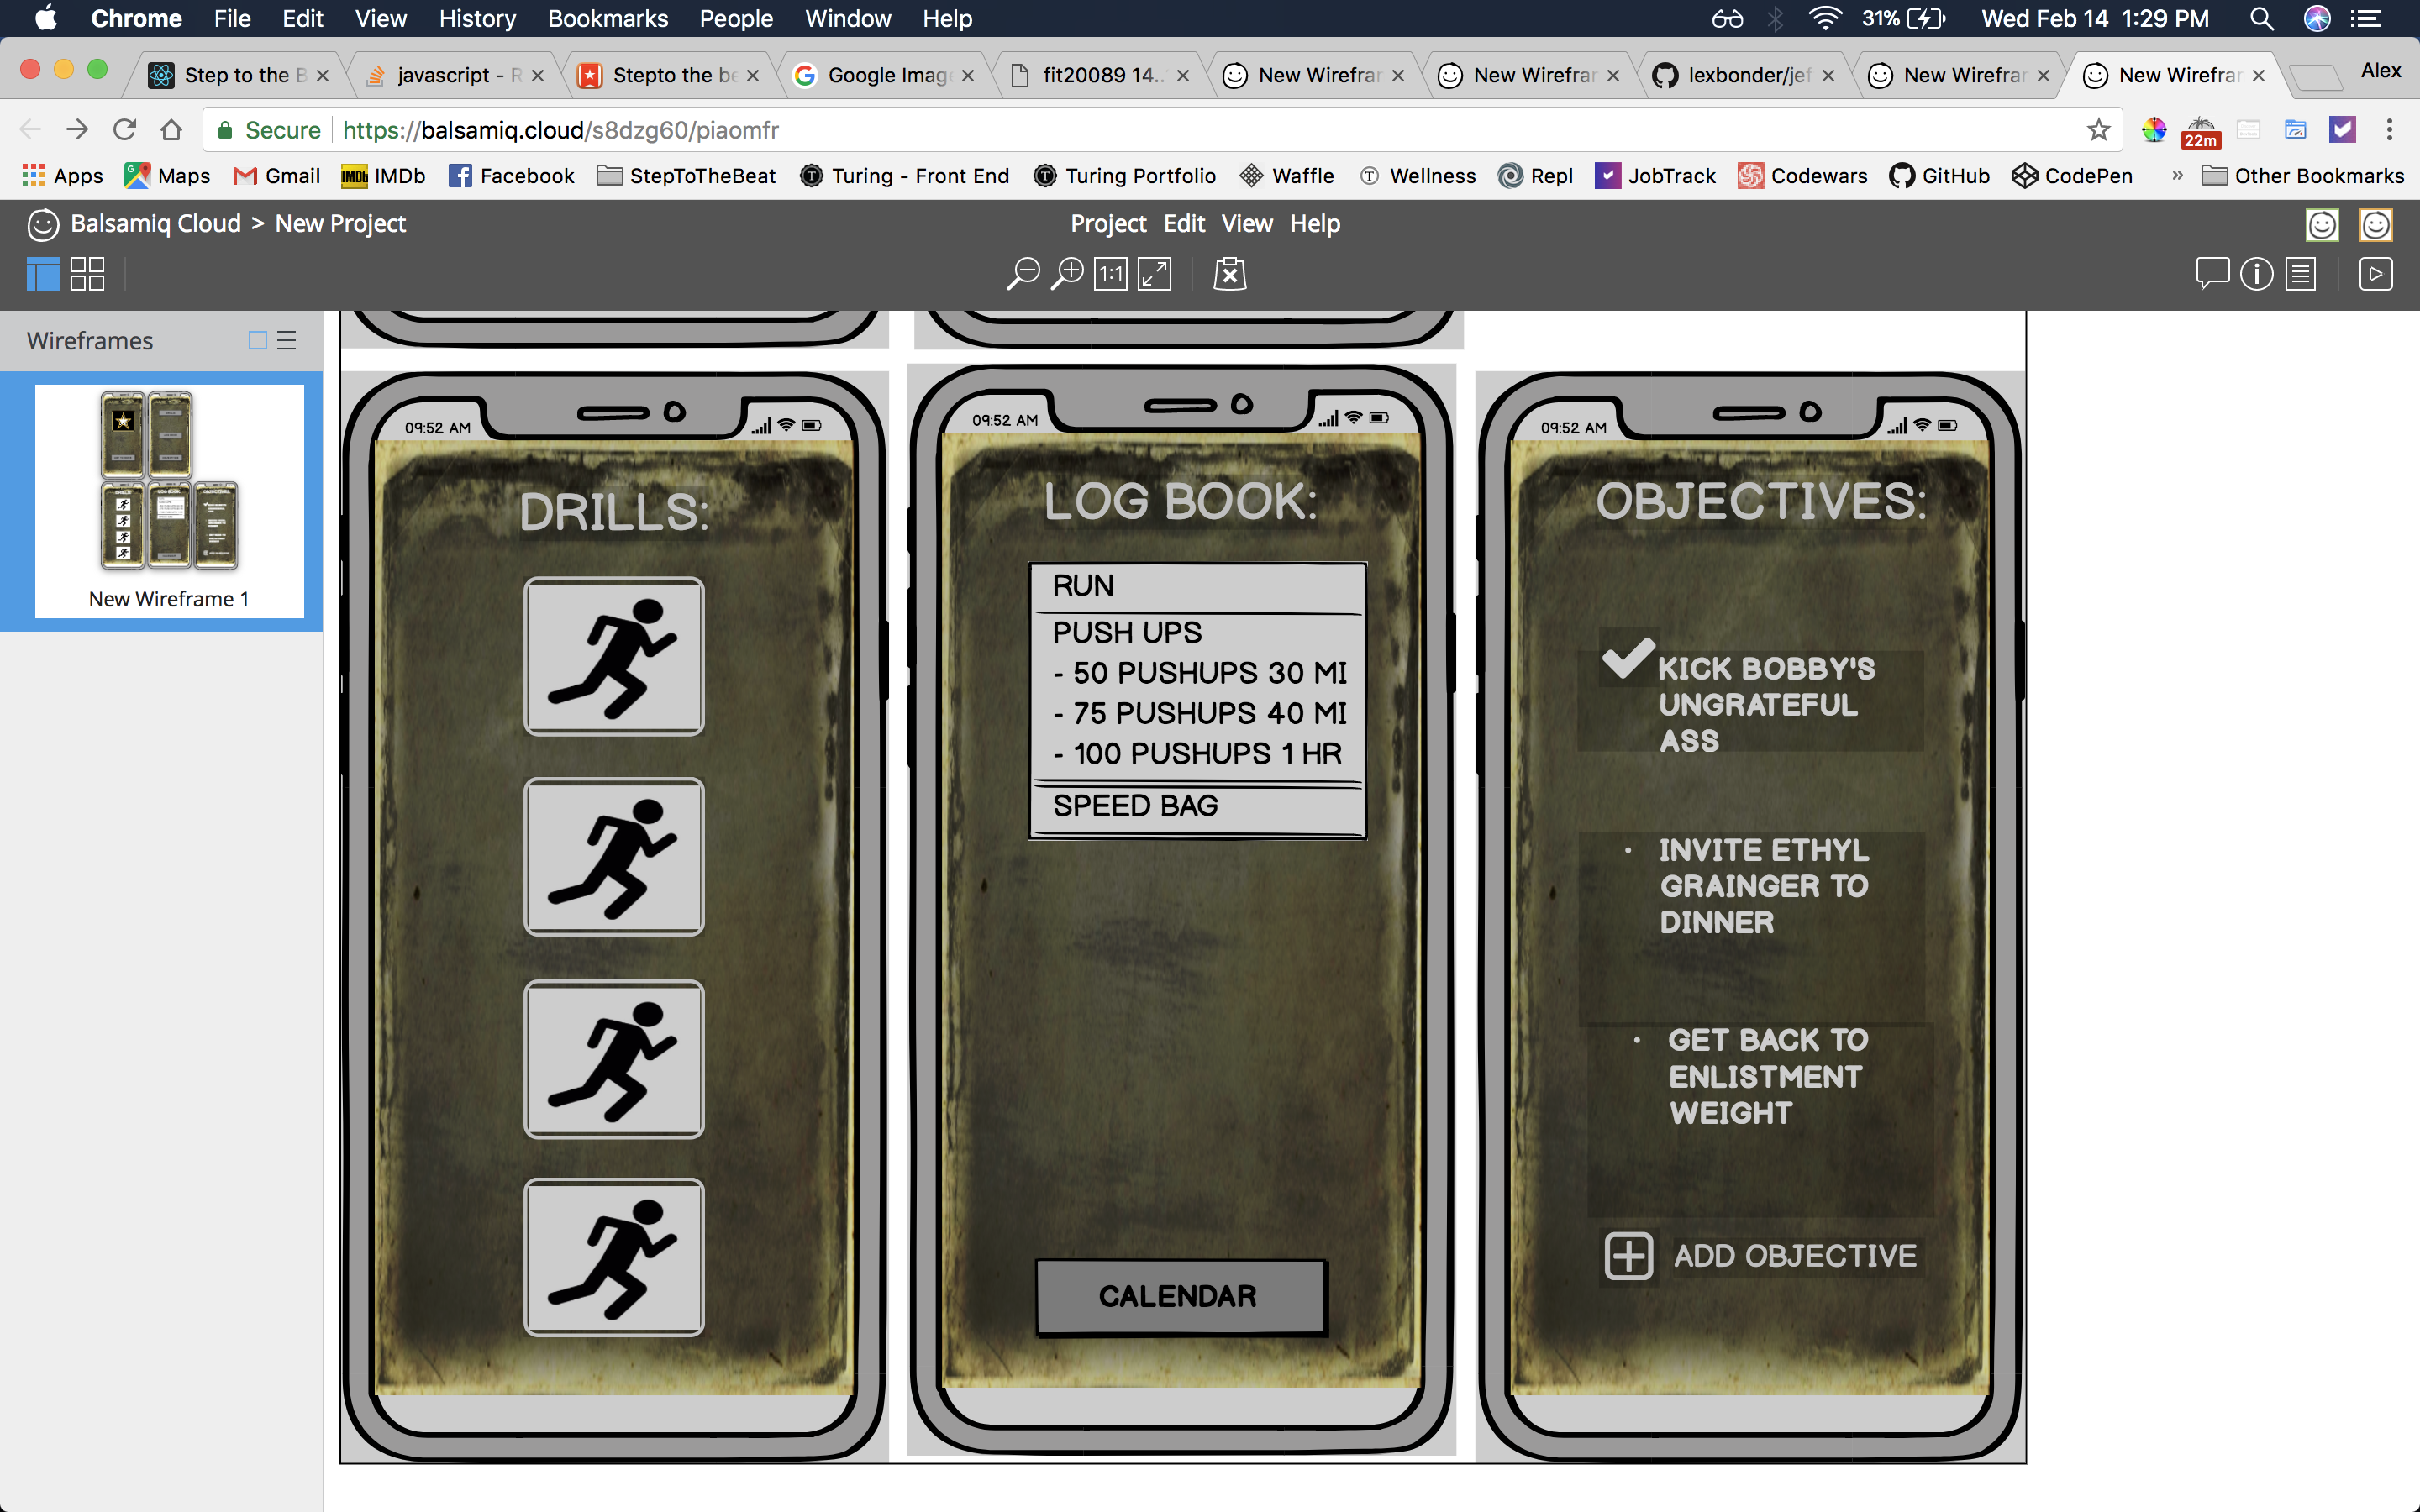 Chrome File Edit View History Bookmarks People Window Help 31% Wed Feb 14 1:29 PM
Step to the B javascript - R Stepto the be Google Imag fit20089 14.. New Wirefra New Wirefra lexbonder/jef New Wirefra New Wirefra Alex
Secure https://balsamiq.cloud/s8dzg60/piaomfr 22m
Apps Maps Gmail IMDb Facebook StepToTheBeat Turing - Front End Turing Portfolio Waffle Wellness Repl JobTrack Codewars GitHub CodePen » Other Bookmarks
Balsamiq Cloud > New Project Project Edit View Help
1:1
Wireframes
New Wireframe 1
09:52 AM
DRILLS:
09:52 AM
LOG BOOK:
RUN
PUSH UPS
- 50 PUSHUPS 30 MI
- 75 PUSHUPS 40 MI
- 100 PUSHUPS 1 HR
SPEED BAG
CALENDAR
09:52 AM
OBJECTIVES:
KICK BOBBY'S
UNGRATEFUL
ASS
• INVITE ETHYL
GRAINGER TO
DINNER
• GET BACK TO
ENLISTMENT
WEIGHT
ADD OBJECTIVE